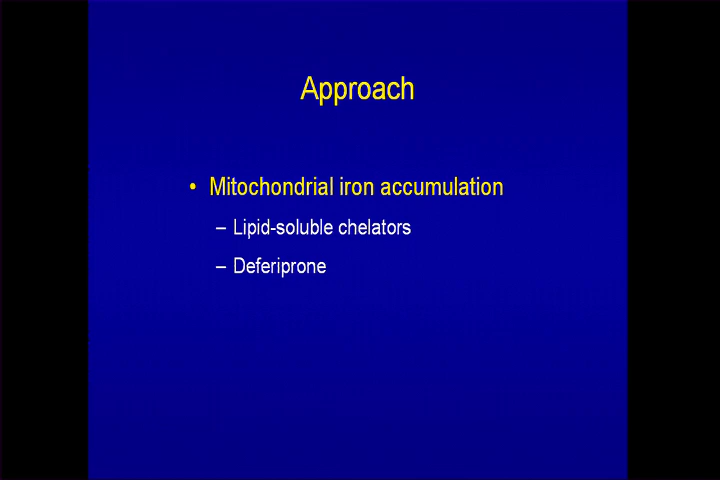 Approach
• Mitochondrial iron accumulation
– Lipid-soluble chelators
– Deferiprone